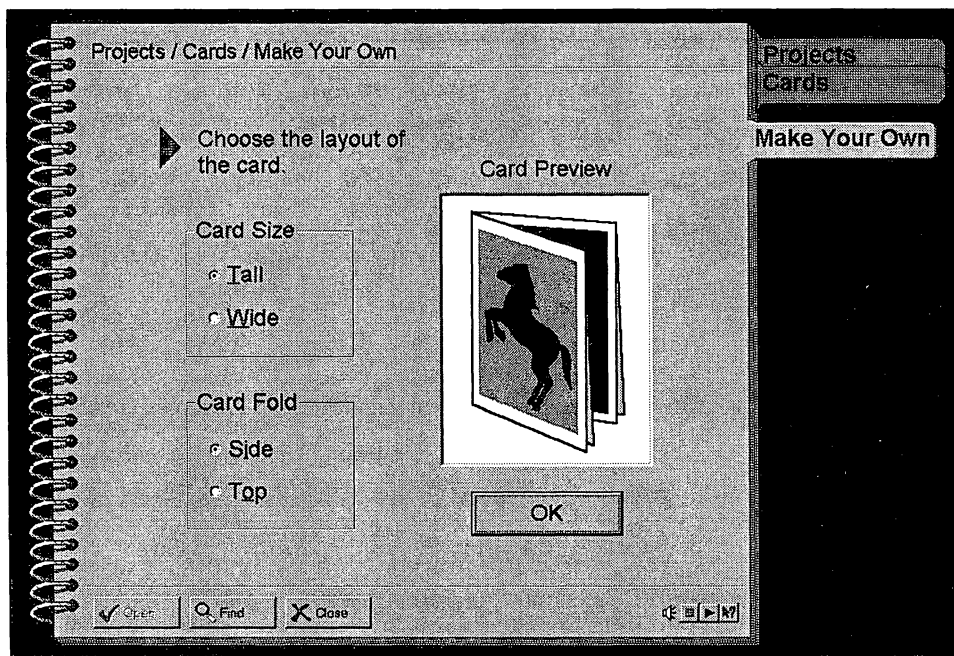 Projects / Cards / Make Your Own
Projects
Cards
Make Your Own
Choose the layout of
the card.
Card Preview
Card Size
Tall
Wide
Card Fold
Side
Top
OK
Open
Find
Close